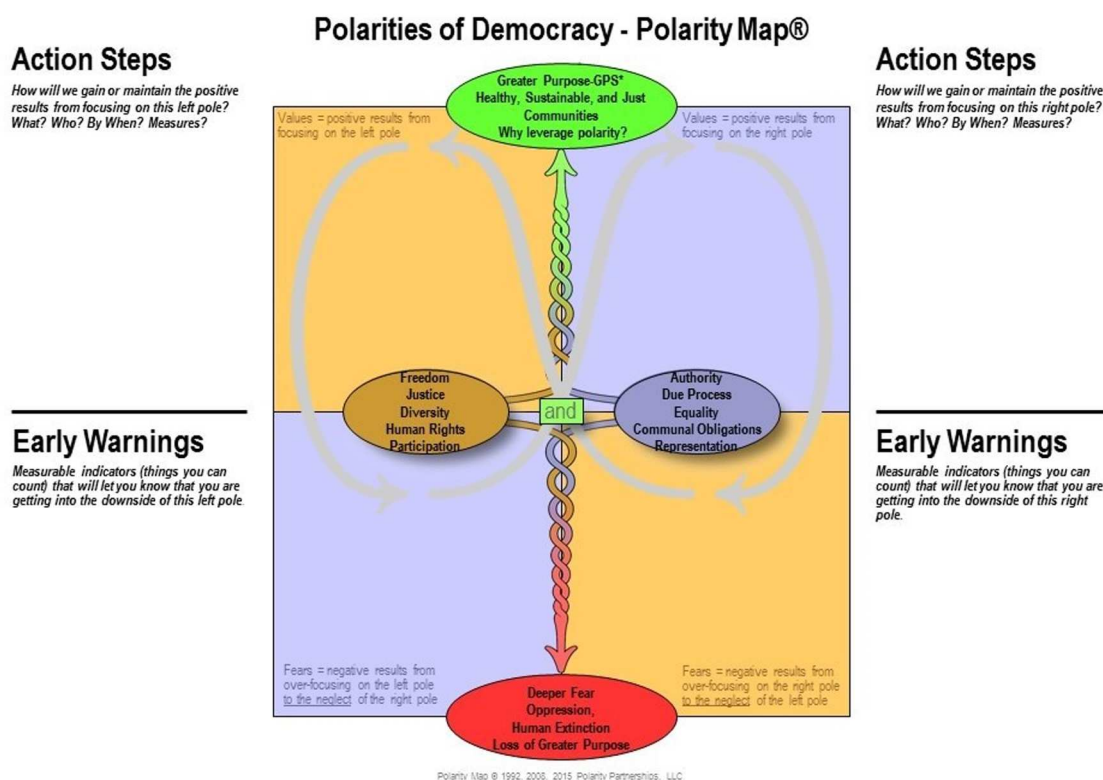 Polarities of Democracy - Polarity Map®
Action Steps
How will we gain or maintain the positive
results from focusing on this left pole?
What? Who? By When? Measures?
Values = positive results from
focusing on the left pole
Greater Purpose-GPS*
Healthy, Sustainable, and Just
Communities
Why leverage polarity?
Values = positive results from
focusing on the right pole
Action Steps
How will we gain or maintain the positive
results from focusing on this right pole?
What? Who? By When? Measures?
Freedom
Justice
Diversity
Human Rights
Participation
and
Authority
Due Process
Equality
Communal Obligations
Representation
Early Warnings
Measurable indicators (things you can
count) that will let you know that you are
getting into the downside of this left pole.
Early Warnings
Measurable indicators (things you can
count) that will let you know that you are
getting into the downside of this right
pole.
Fears = negative results from
over-focusing on the left pole
to the neglect of the right pole
Deeper Fear
Oppression,
Human Extinction
Loss of Greater Purpose
Fears = negative results from
over-focusing on the right pole
to the neglect of the left pole
Polarity Map ® 1992, 2008, 2015 Polarity Partnerships, LLC